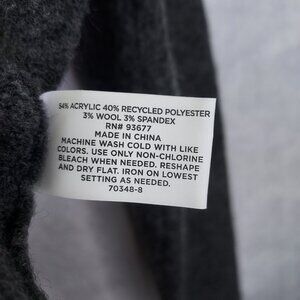 54% ACRYLIC 40% RECYCLED POLYESTER
3% WOOL 3% SPANDEX
RN# 93677
MADE IN CHINA
MACHINE WASH COLD WITH LIKE
COLORS. USE ONLY NON-CHLORINE
BLEACH WHEN NEEDED. RESHAPE
AND DRY FLAT. IRON ON LOWEST
SETTING AS NEEDED.
70348-8